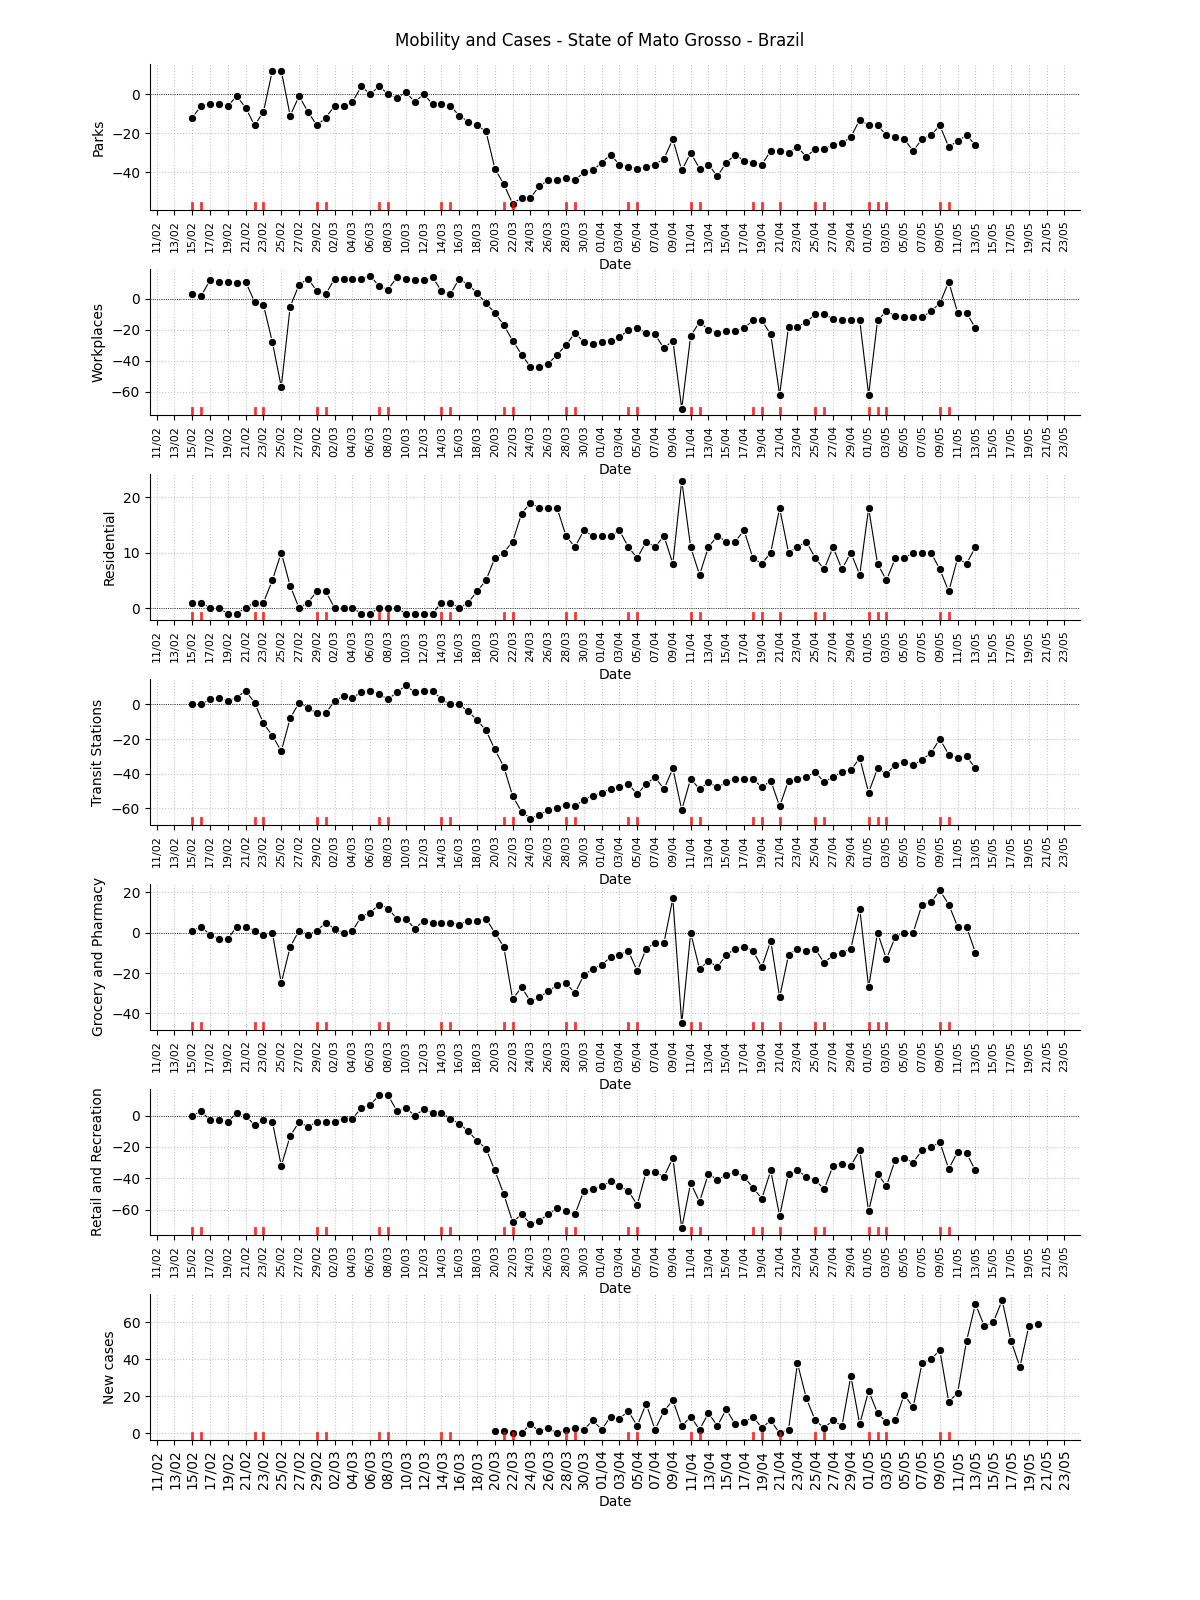 Mobility and Cases - State of Mato Grosso - Brazil
Parks
0
−20
−40
11/02 13/02 15/02 17/02 19/02 21/02 23/02 25/02 27/02 29/02 02/03 04/03 06/03 08/03 10/03 12/03 14/03 16/03 18/03 20/03 22/03 24/03 26/03 28/03 30/03 01/04 03/04 05/04 07/04 09/04 11/04 13/04 15/04 17/04 19/04 21/04 23/04 25/04 27/04 29/04 01/05 03/05 05/05 07/05 09/05 11/05 13/05 15/05 17/05 19/05 21/05 23/05
Date
Workplaces
0
−20
−40
−60
11/02 13/02 15/02 17/02 19/02 21/02 23/02 25/02 27/02 29/02 02/03 04/03 06/03 08/03 10/03 12/03 14/03 16/03 18/03 20/03 22/03 24/03 26/03 28/03 30/03 01/04 03/04 05/04 07/04 09/04 11/04 13/04 15/04 17/04 19/04 21/04 23/04 25/04 27/04 29/04 01/05 03/05 05/05 07/05 09/05 11/05 13/05 15/05 17/05 19/05 21/05 23/05
Date
Residential
20
10
0
11/02 13/02 15/02 17/02 19/02 21/02 23/02 25/02 27/02 29/02 02/03 04/03 06/03 08/03 10/03 12/03 14/03 16/03 18/03 20/03 22/03 24/03 26/03 28/03 30/03 01/04 03/04 05/04 07/04 09/04 11/04 13/04 15/04 17/04 19/04 21/04 23/04 25/04 27/04 29/04 01/05 03/05 05/05 07/05 09/05 11/05 13/05 15/05 17/05 19/05 21/05 23/05
Date
Transit Stations
0
−20
−40
−60
11/02 13/02 15/02 17/02 19/02 21/02 23/02 25/02 27/02 29/02 02/03 04/03 06/03 08/03 10/03 12/03 14/03 16/03 18/03 20/03 22/03 24/03 26/03 28/03 30/03 01/04 03/04 05/04 07/04 09/04 11/04 13/04 15/04 17/04 19/04 21/04 23/04 25/04 27/04 29/04 01/05 03/05 05/05 07/05 09/05 11/05 13/05 15/05 17/05 19/05 21/05 23/05
Date
Grocery and Pharmacy
20
0
−20
−40
11/02 13/02 15/02 17/02 19/02 21/02 23/02 25/02 27/02 29/02 02/03 04/03 06/03 08/03 10/03 12/03 14/03 16/03 18/03 20/03 22/03 24/03 26/03 28/03 30/03 01/04 03/04 05/04 07/04 09/04 11/04 13/04 15/04 17/04 19/04 21/04 23/04 25/04 27/04 29/04 01/05 03/05 05/05 07/05 09/05 11/05 13/05 15/05 17/05 19/05 21/05 23/05
Date
Retail and Recreation
0
−20
−40
−60
11/02 13/02 15/02 17/02 19/02 21/02 23/02 25/02 27/02 29/02 02/03 04/03 06/03 08/03 10/03 12/03 14/03 16/03 18/03 20/03 22/03 24/03 26/03 28/03 30/03 01/04 03/04 05/04 07/04 09/04 11/04 13/04 15/04 17/04 19/04 21/04 23/04 25/04 27/04 29/04 01/05 03/05 05/05 07/05 09/05 11/05 13/05 15/05 17/05 19/05 21/05 23/05
Date
New cases
60
40
20
0
11/02 13/02 15/02 17/02 19/02 21/02 23/02 25/02 27/02 29/02 02/03 04/03 06/03 08/03 10/03 12/03 14/03 16/03 18/03 20/03 22/03 24/03 26/03 28/03 30/03 01/04 03/04 05/04 07/04 09/04 11/04 13/04 15/04 17/04 19/04 21/04 23/04 25/04 27/04 29/04 01/05 03/05 05/05 07/05 09/05 11/05 13/05 15/05 17/05 19/05 21/05 23/05
Date